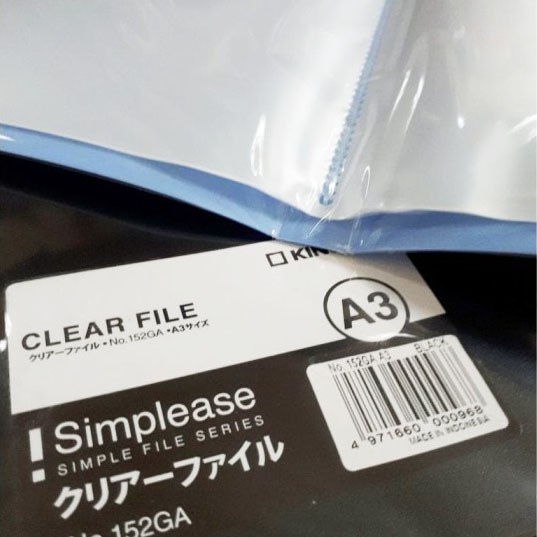 CLEAR FILE
クリアーファイル・No.152GA・A3サイズ
A3
No. 152GA A3 BLACK
4 971660 000968
MADE IN INDONESIA
! Simplease
SIMPLE FILE SERIES
クリアーファイル
No.152GA